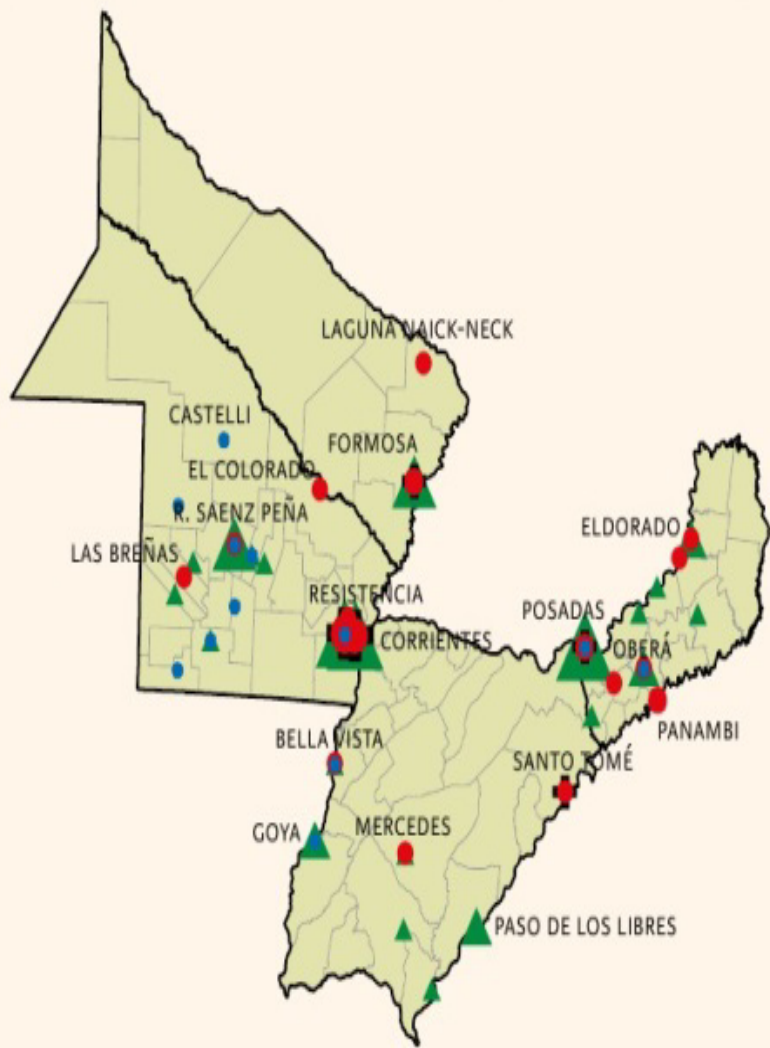 LAGUNA NAICK-NECK
CASTELLI
FORMOSA
EL COLORADO
R. SAENZ PEÑA
ELDORADO
LAS BREÑAS
RESISTENCIA
POSADAS
CORRIENTES
OBERÁ
PANAMBI
BELLA VISTA
SANTO TOMÉ
GOYA
MERCEDES
PASO DE LOS LIBRES